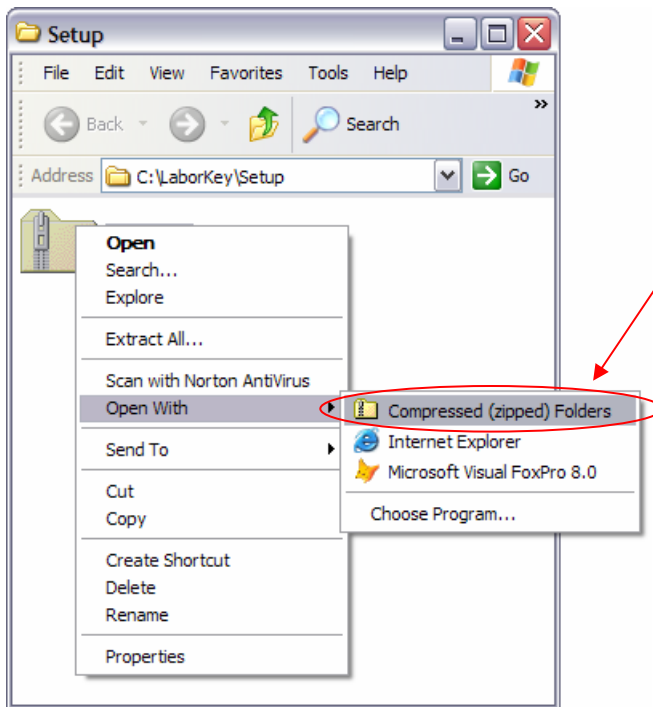 Setup
File Edit View Favorites Tools Help
Back Search »
Address C:\LaborKey\Setup Go
Open
Search...
Explore
Extract All...
Scan with Norton AntiVirus
Open With
Compressed (zipped) Folders
Internet Explorer
Microsoft Visual FoxPro 8.0
Choose Program...
Send To
Cut
Copy
Create Shortcut
Delete
Rename
Properties